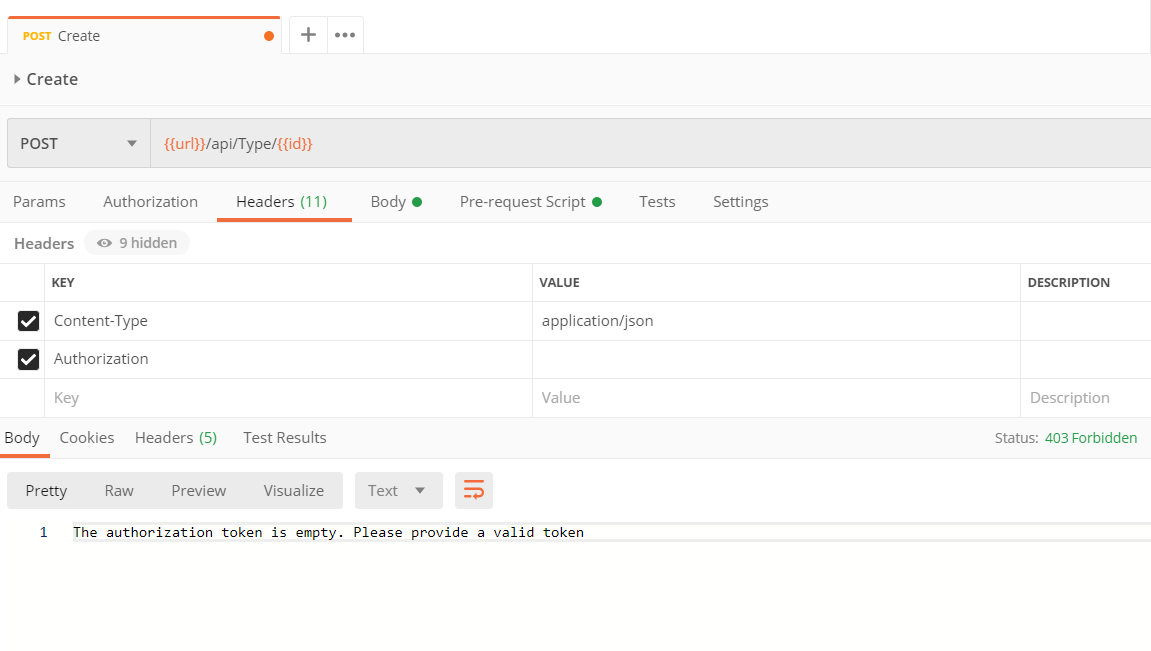 POST Create
Create
POST {{url}}/api/Type/{{id}}
Params Authorization Headers (11) Body Pre-request Script Tests Settings
Headers 9 hidden
KEY VALUE DESCRIPTION
Content-Type application/json
Authorization
Key Value Description
Body Cookies Headers (5) Test Results Status: 403 Forbidden
Pretty Raw Preview Visualize Text
1 The authorization token is empty. Please provide a valid token